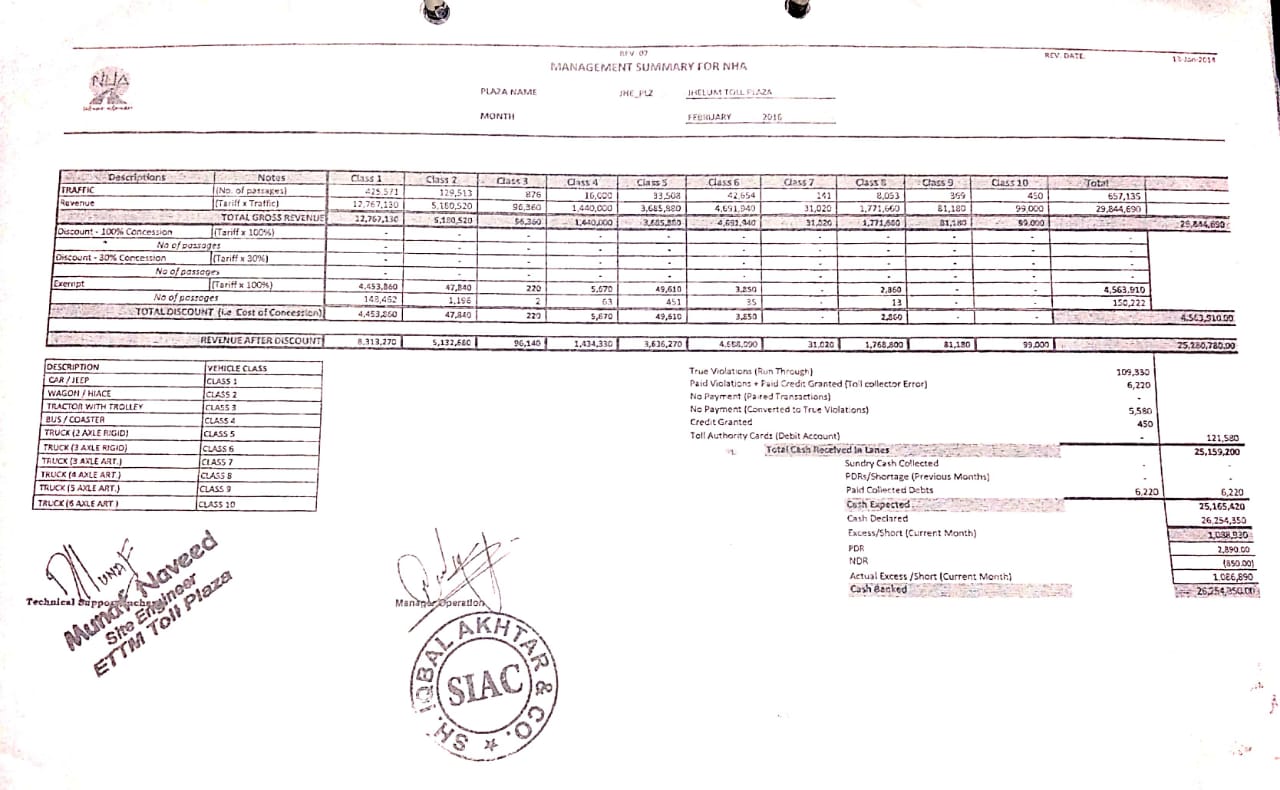 REV 07
REV. DATE. 13-Jan-2014
NHA
MANAGEMENT SUMMARY FOR NHA
PLAZA NAME JHE_PLZ JHELUM TOLL PLAZA
MONTH FEBRUARY 2016
Descriptions Notes Class 1 Class 2 Class 3 Class 4 Class 5 Class 6 Class 7 Class 8 Class 9 Class 10 Total
TRAFFIC (No. of passages) 425,571 129,513 876 16,000 33,508 42,654 141 8,053 369 450 657,135
Revenue (Tariff x Traffic) 12,767,130 5,180,520 96,360 1,440,000 3,685,880 4,691,940 31,020 1,771,660 81,180 99,000 29,844,690
TOTAL GROSS REVENUE 12,767,130 5,180,520 96,360 1,440,000 3,685,880 4,691,940 31,020 1,771,660 81,180 99,000 29,844,690
Discount - 100% Concession (Tariff x 100%) - - - - - - - - - - -
No of passages - - - - - - - - - - -
Discount - 30% Concession (Tariff x 30%) - - - - - - - - - - -
No of passages - - - - - - - - - - -
Exempt (Tariff x 100%) 4,453,860 47,840 220 5,670 49,610 3,850 - 2,860 - - 4,563,910
No of passages 148,462 1,196 2 63 451 35 - 13 - - 150,222
TOTAL DISCOUNT (i.e Cost of Concession) 4,453,860 47,840 220 5,670 49,610 3,850 - 2,860 - - 4,563,910.00
REVENUE AFTER DISCOUNT 8,313,270 5,132,680 96,140 1,434,330 3,636,270 4,688,090 31,020 1,768,800 81,180 99,000 25,280,780.00
DESCRIPTION VEHICLE CLASS
CAR / JEEP CLASS 1
WAGON / HIACE CLASS 2
TRACTOR WITH TROLLEY CLASS 3
BUS / COASTER CLASS 4
TRUCK (2 AXLE RIGID) CLASS 5
TRUCK (3 AXLE RIGID) CLASS 6
TRUCK (3 AXLE ART.) CLASS 7
TRUCK (4 AXLE ART.) CLASS 8
TRUCK (5 AXLE ART.) CLASS 9
TRUCK (6 AXLE ART ) CLASS 10
True Violations (Run Through) 109,330
Paid Violations + Paid Credit Granted (Toll collector Error) 6,220
No Payment (Paired Transactions) -
No Payment (Converted to True Violations) 5,580
Credit Granted 450
Toll Authority Cards (Debit Account) - 121,580
Total Cash Received in Lanes 25,159,200
Sundry Cash Collected - -
PDRs/Shortage (Previous Months) - -
Paid Collected Debts 6,220 6,220
Cash Expected 25,165,420
Cash Declared 26,254,350
Excess/Short (Current Month) 1,088,930
PDR 2,890.00
NDR (850.00)
Actual Excess /Short (Current Month) 1,086,890
Cash Banked 26,254,350.00
Technical Support
Munaf Naveed
Site Engineer
ETTM Toll Plaza
Manager Operation
SH. IQBAL AKHTAR & CO.
SIAC